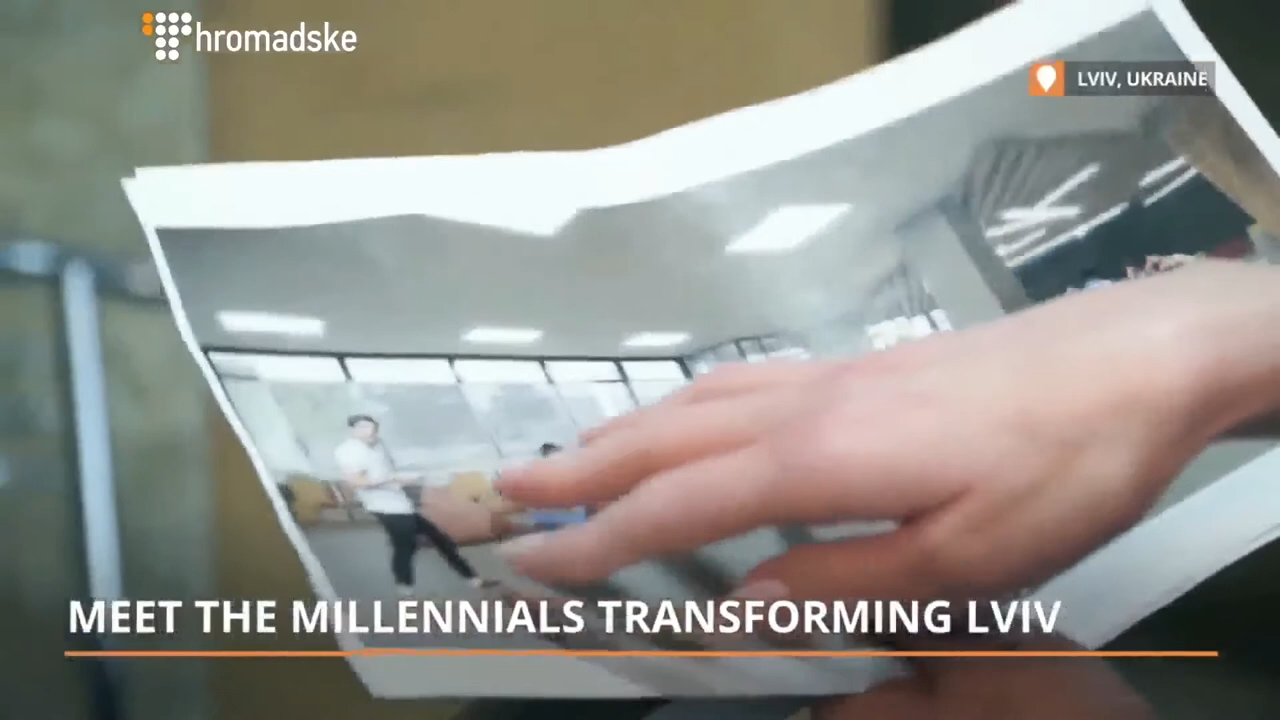 hromadske
LVIV, UKRAINE
MEET THE MILLENNIALS TRANSFORMING LVIV